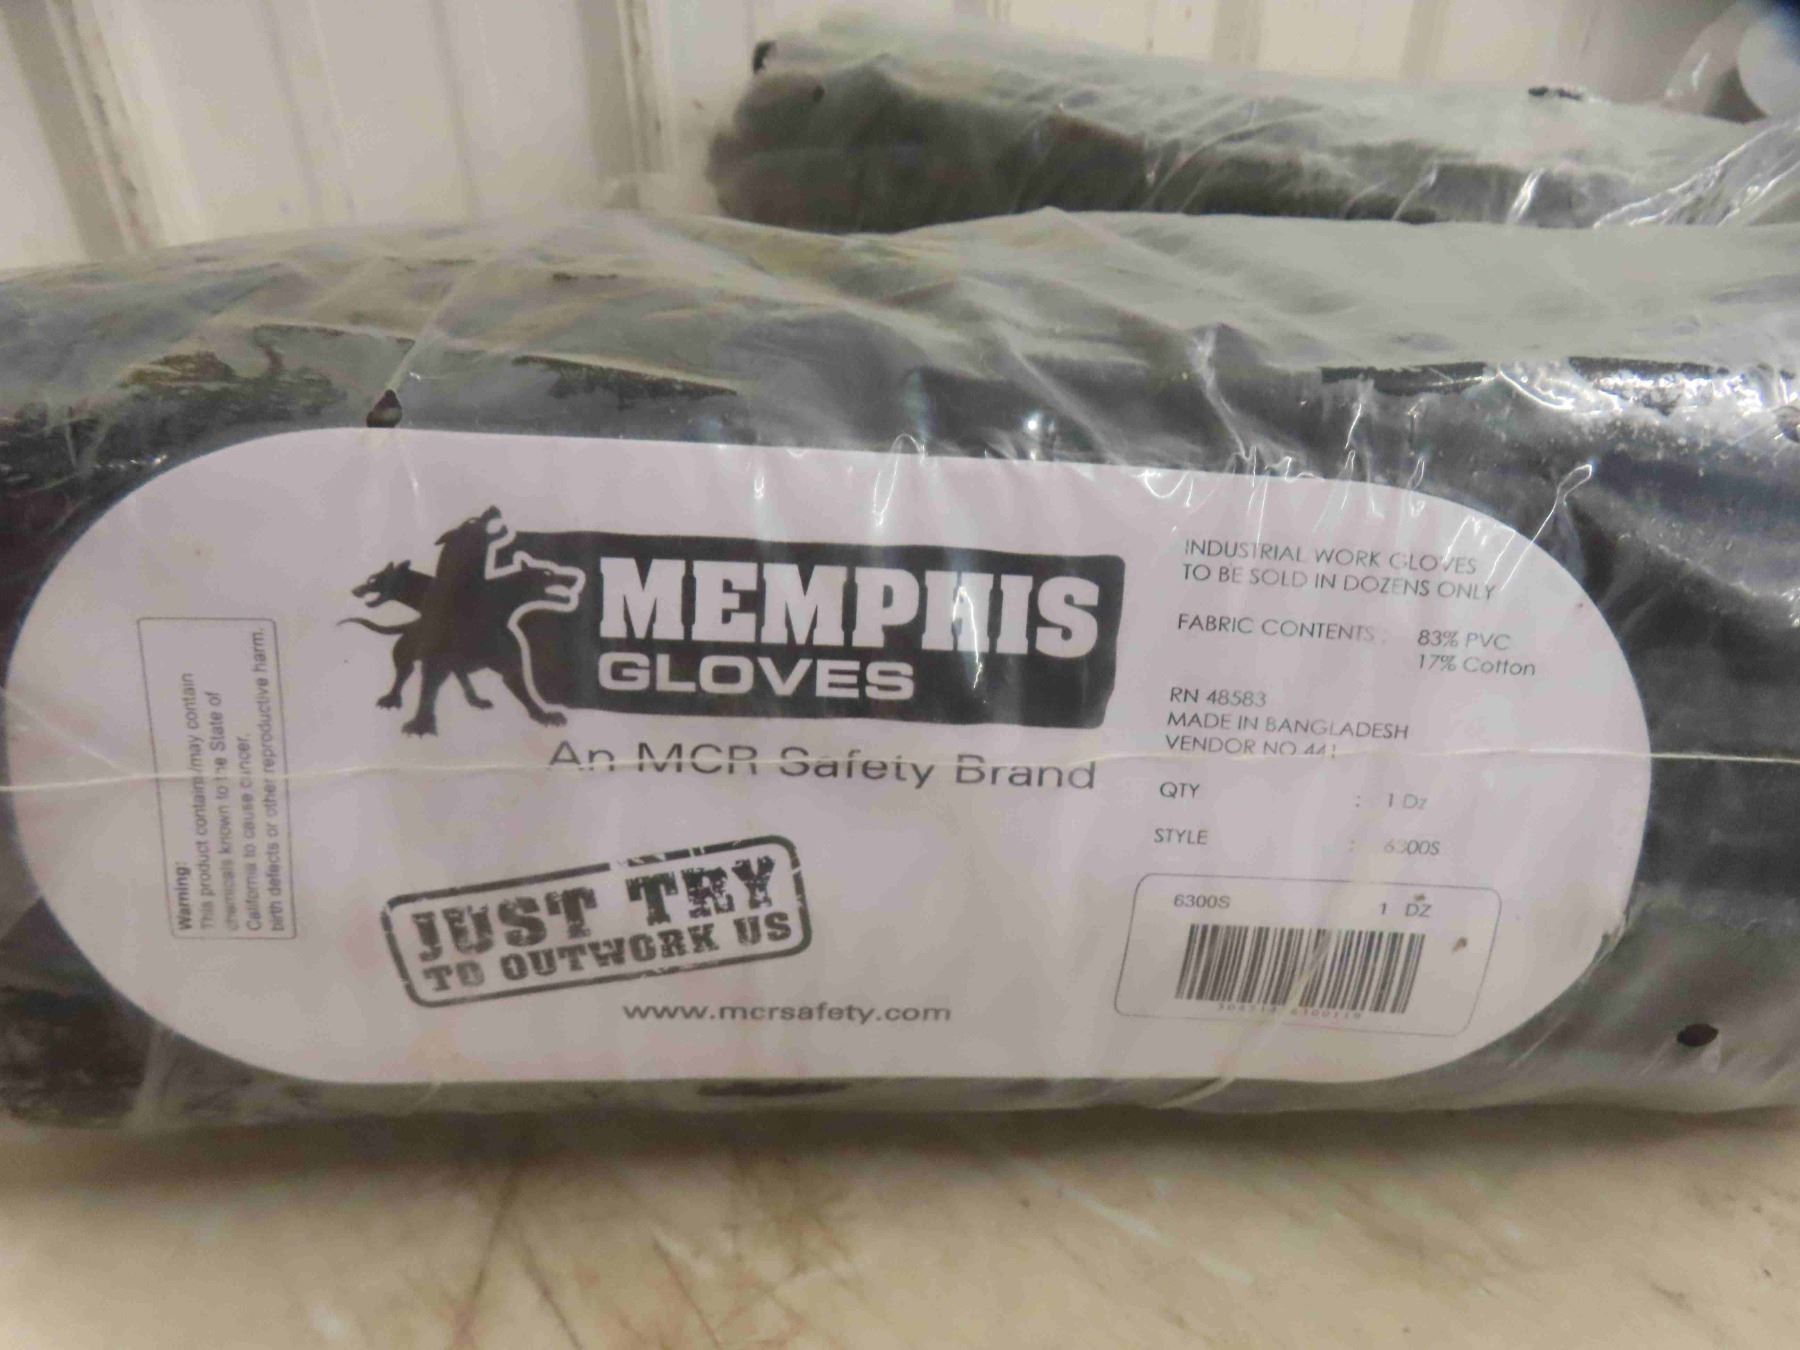 MEMPHIS
GLOVES
An MCR Safety Brand
JUST TRY
TO OUTWORK US
www.mcrsafety.com
Warning:
This product contains/may contain
chemicals known to the State of
California to cause cancer,
birth defects or other reproductive harm.
INDUSTRIAL WORK GLOVES
TO BE SOLD IN DOZENS ONLY
FABRIC CONTENTS : 83% PVC
17% Cotton
RN 48583
MADE IN BANGLADESH
VENDOR NO 441
QTY : 1 Dz
STYLE : 6300S
6300S 1 DZ